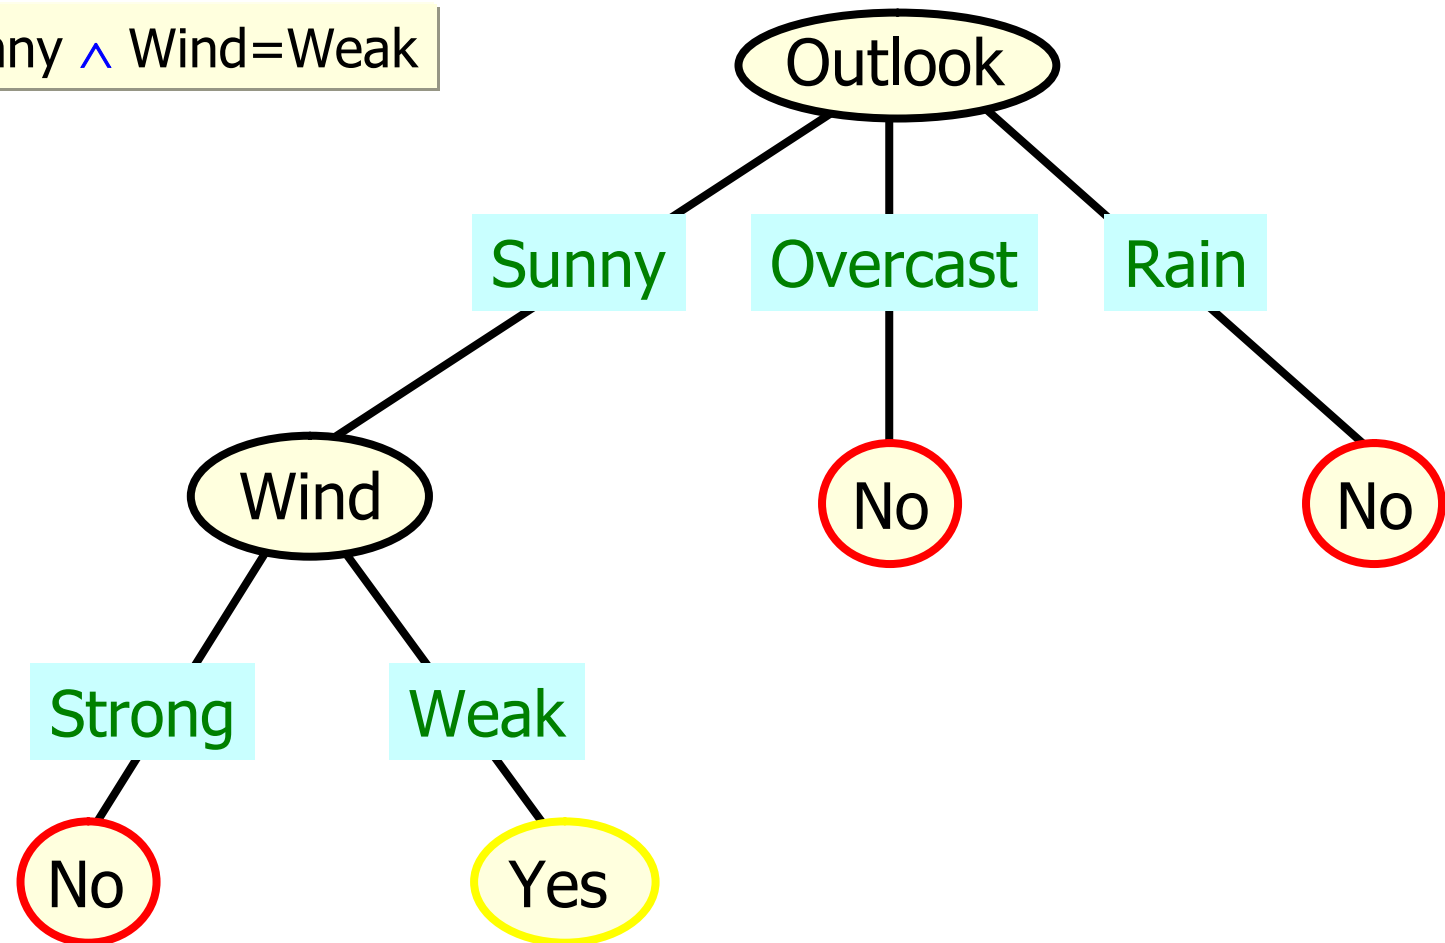 nny ∧ Wind=Weak
Outlook
Sunny Overcast Rain
Wind No No
Strong Weak
No Yes